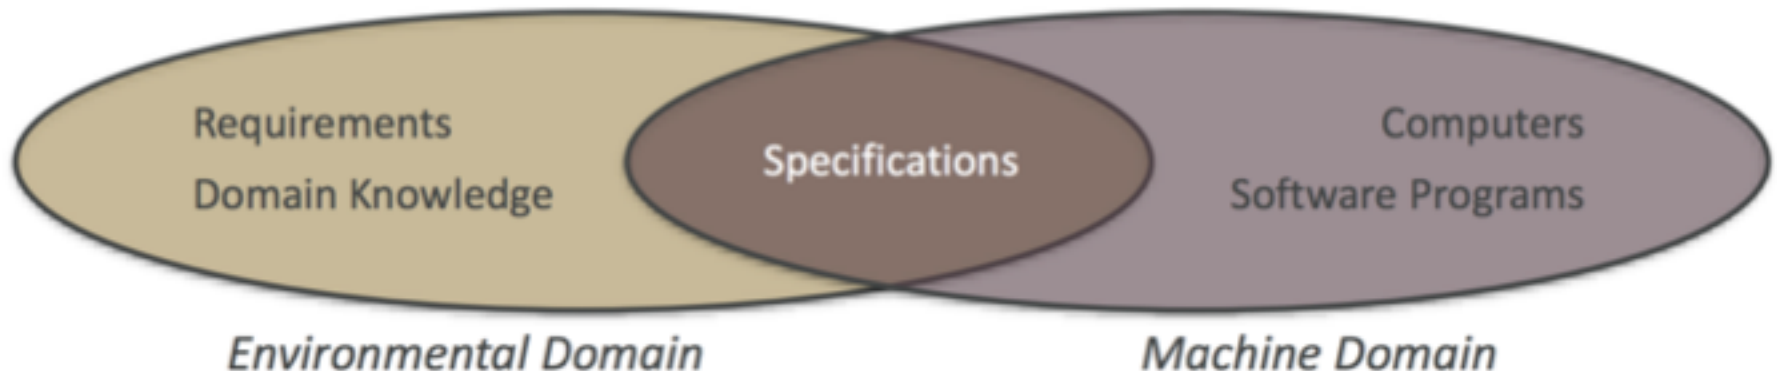 Requirements
Domain Knowledge
Specifications
Computers
Software Programs
Environmental Domain
Machine Domain